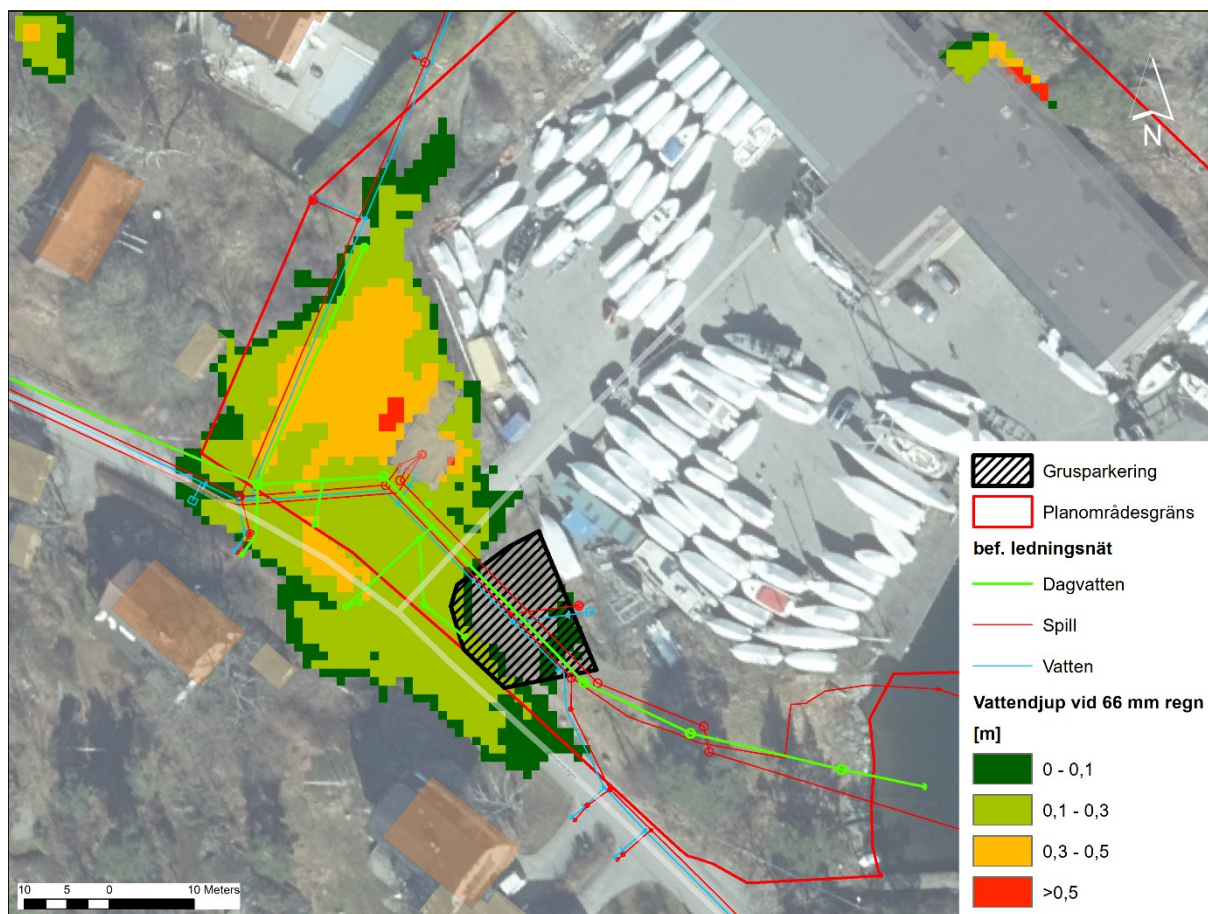 N
Grusparkering
Planområdesgräns
bef. ledningsnät
Dagvatten
Spill
Vatten
Vattendjup vid 66 mm regn
[m]
0 - 0,1
0,1 - 0,3
0,3 - 0,5
>0,5
10 5 0 10 Meters